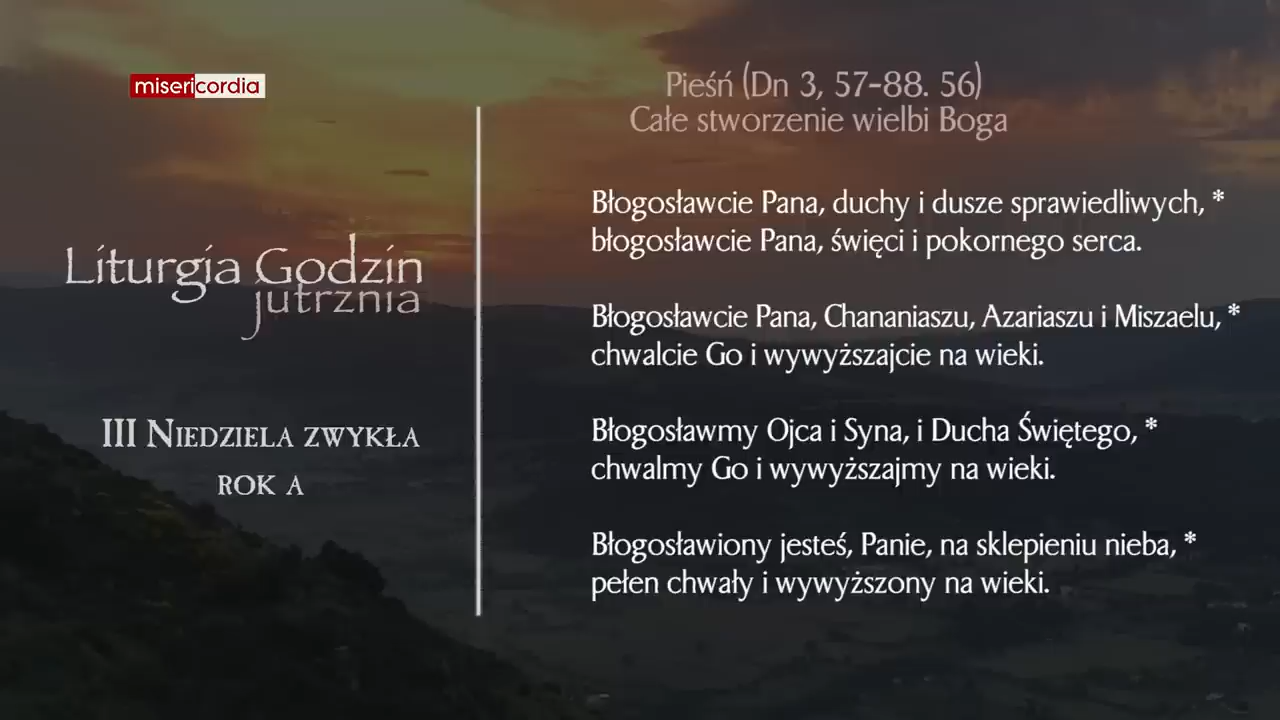 misericordia
Liturgia Godzin
jutrznia
III Niedziela zwykła
rok A
Pieśń (Dn 3, 57-88. 56)
Całe stworzenie wielbi Boga
Błogosławcie Pana, duchy i dusze sprawiedliwych, *
błogosławcie Pana, święci i pokornego serca.
Błogosławcie Pana, Chananiaszu, Azariaszu i Miszaelu, *
chwalcie Go i wywyższajcie na wieki.
Błogosławmy Ojca i Syna, i Ducha Świętego, *
chwalmy Go i wywyższajmy na wieki.
Błogosławiony jesteś, Panie, na sklepieniu nieba, *
pełen chwały i wywyższony na wieki.